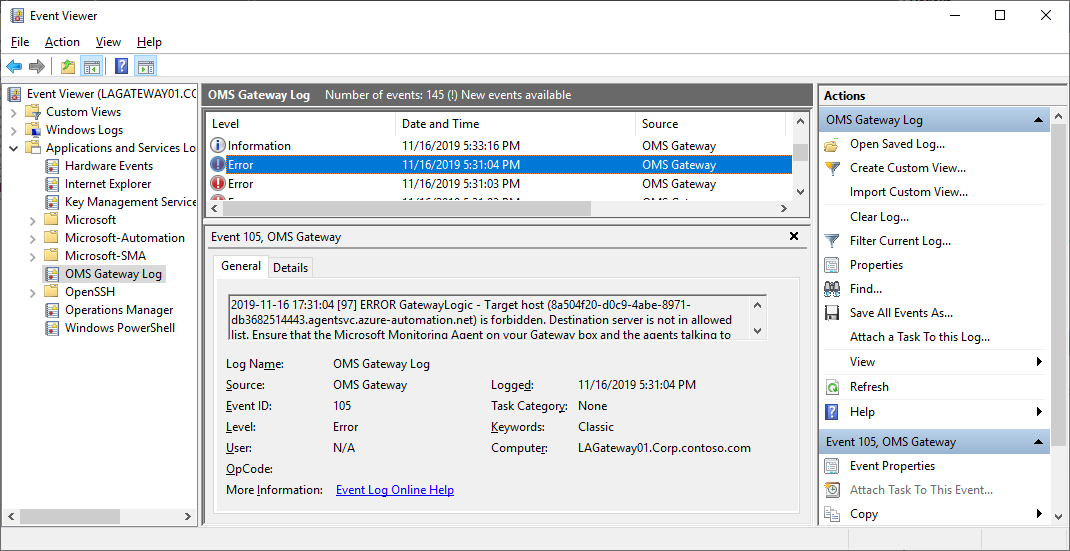 Event Viewer
File Action View Help
Event Viewer (LAGATEWAY01.CO
Custom Views
Windows Logs
Applications and Services Lo
Hardware Events
Internet Explorer
Key Management Service
Microsoft
Microsoft-Automation
Microsoft-SMA
OMS Gateway Log
OpenSSH
Operations Manager
Windows PowerShell
OMS Gateway Log Number of events: 145 (!) New events available
Level Date and Time Source
Information 11/16/2019 5:33:16 PM OMS Gateway
Error 11/16/2019 5:31:04 PM OMS Gateway
Error 11/16/2019 5:31:03 PM OMS Gateway
Event 105, OMS Gateway
General Details
2019-11-16 17:31:04 [97] ERROR GatewayLogic - Target host (8a504f20-d0c9-4abe-8971-
db3682514443.agentsvc.azure-automation.net) is forbidden. Destination server is not in allowed
list. Ensure that the Microsoft Monitoring Agent on your Gateway box and the agents talking to
Log Name: OMS Gateway Log
Source: OMS Gateway Logged: 11/16/2019 5:31:04 PM
Event ID: 105 Task Category: None
Level: Error Keywords: Classic
User: N/A Computer: LAGateway01.Corp.contoso.com
OpCode:
More Information: Event Log Online Help
Actions
OMS Gateway Log
Open Saved Log...
Create Custom View...
Import Custom View...
Clear Log...
Filter Current Log...
Properties
Find...
Save All Events As...
Attach a Task To this Log...
View
Refresh
Help
Event 105, OMS Gateway
Event Properties
Attach Task To This Event...
Copy